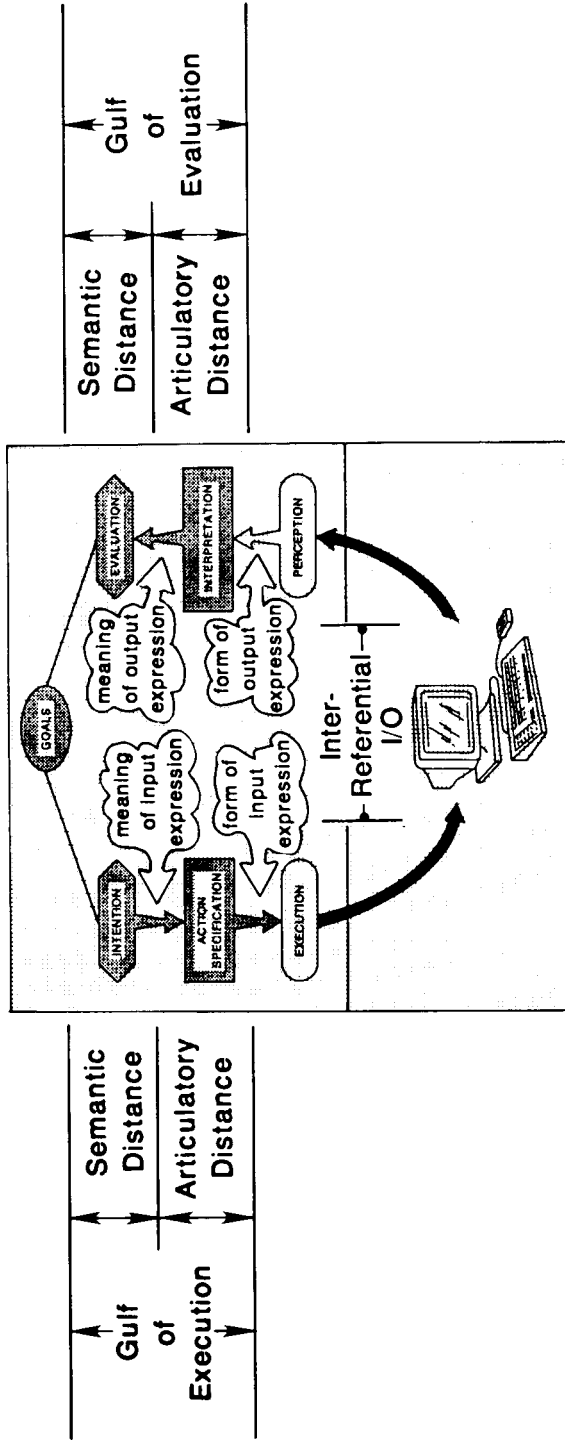 Gulf
of
Execution
Semantic
Distance
Articulatory
Distance
GOALS
INTENTION
meaning
of input
expression
ACTION
SPECIFICATION
form of
Input
expression
EXECUTION
EVALUATION
meaning
of output
expression
INTERPRETATION
form of
output
expression
PERCEPTION
Inter-
Referential
I/O
Semantic
Distance
Articulatory
Distance
Gulf
of
Evaluation